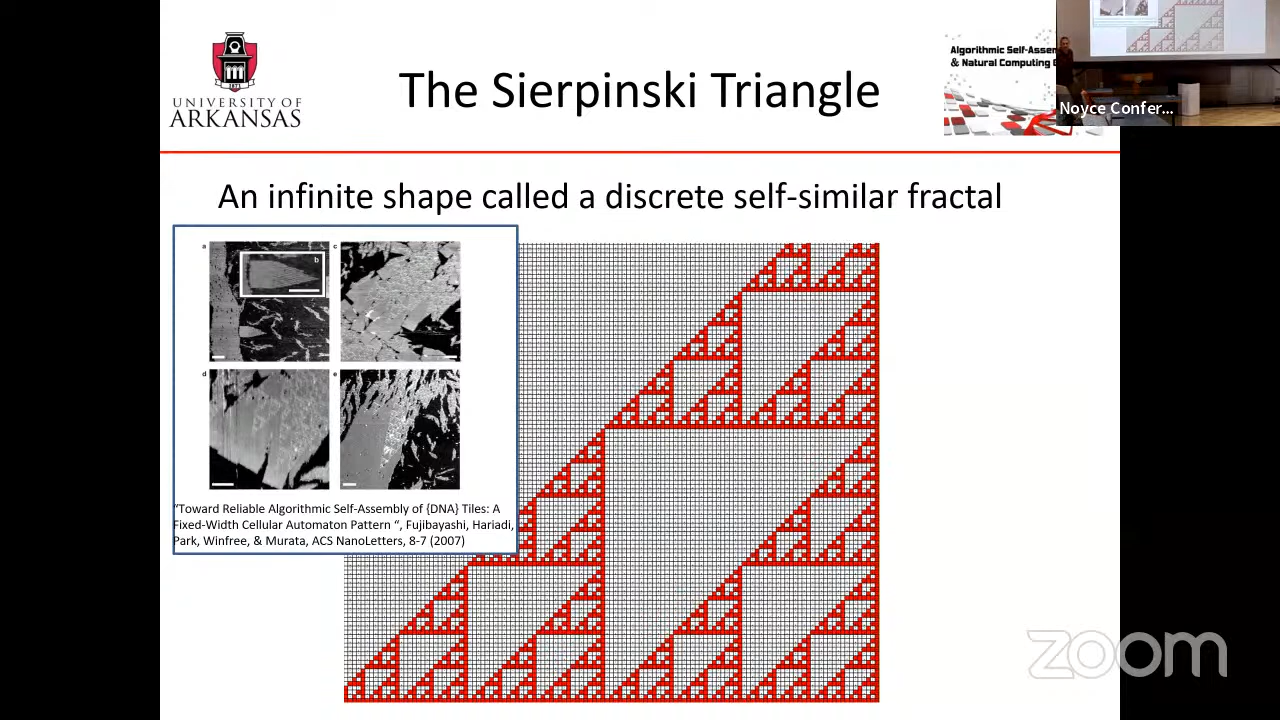 UNIVERSITY OF
ARKANSAS
1871
The Sierpinski Triangle
Algorithmic Self-Assem
& Natural Computing
Noyce Confer...
An infinite shape called a discrete self-similar fractal
a
b
c
d
e
"Toward Reliable Algorithmic Self-Assembly of {DNA} Tiles: A
Fixed-Width Cellular Automaton Pattern “, Fujibayashi, Hariadi,
Park, Winfree, & Murata, ACS NanoLetters, 8-7 (2007)
zoom